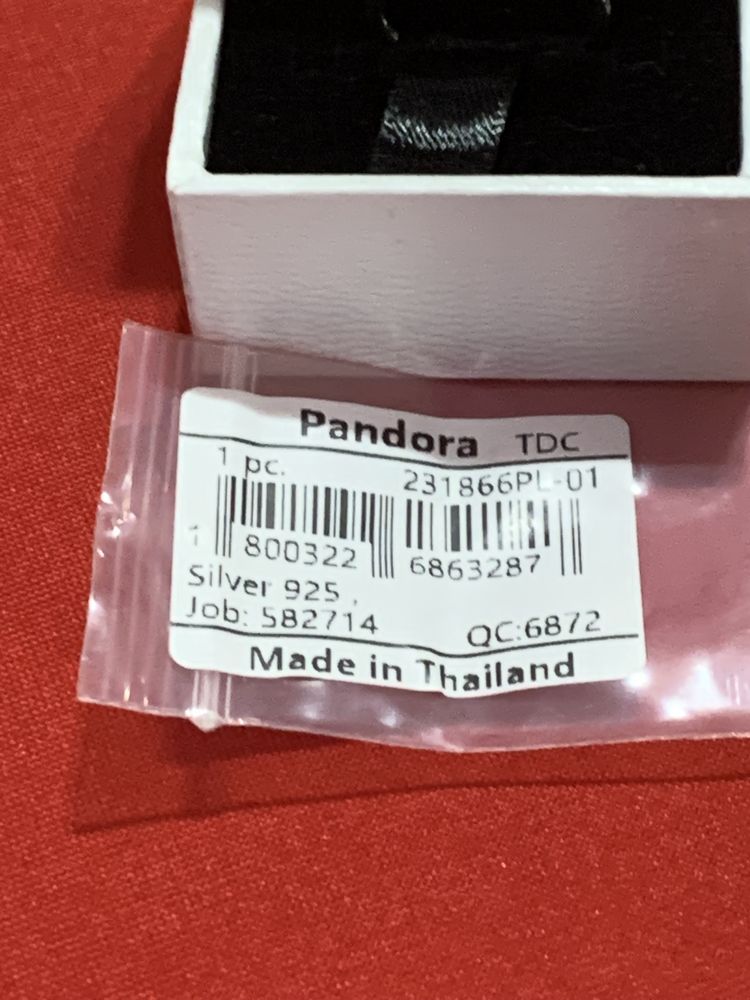 Pandora TDC
1 pc. 231866PL-01
1 800322 6863287
Silver 925 ,
Job: 582714 QC:6872
Made in Thailand